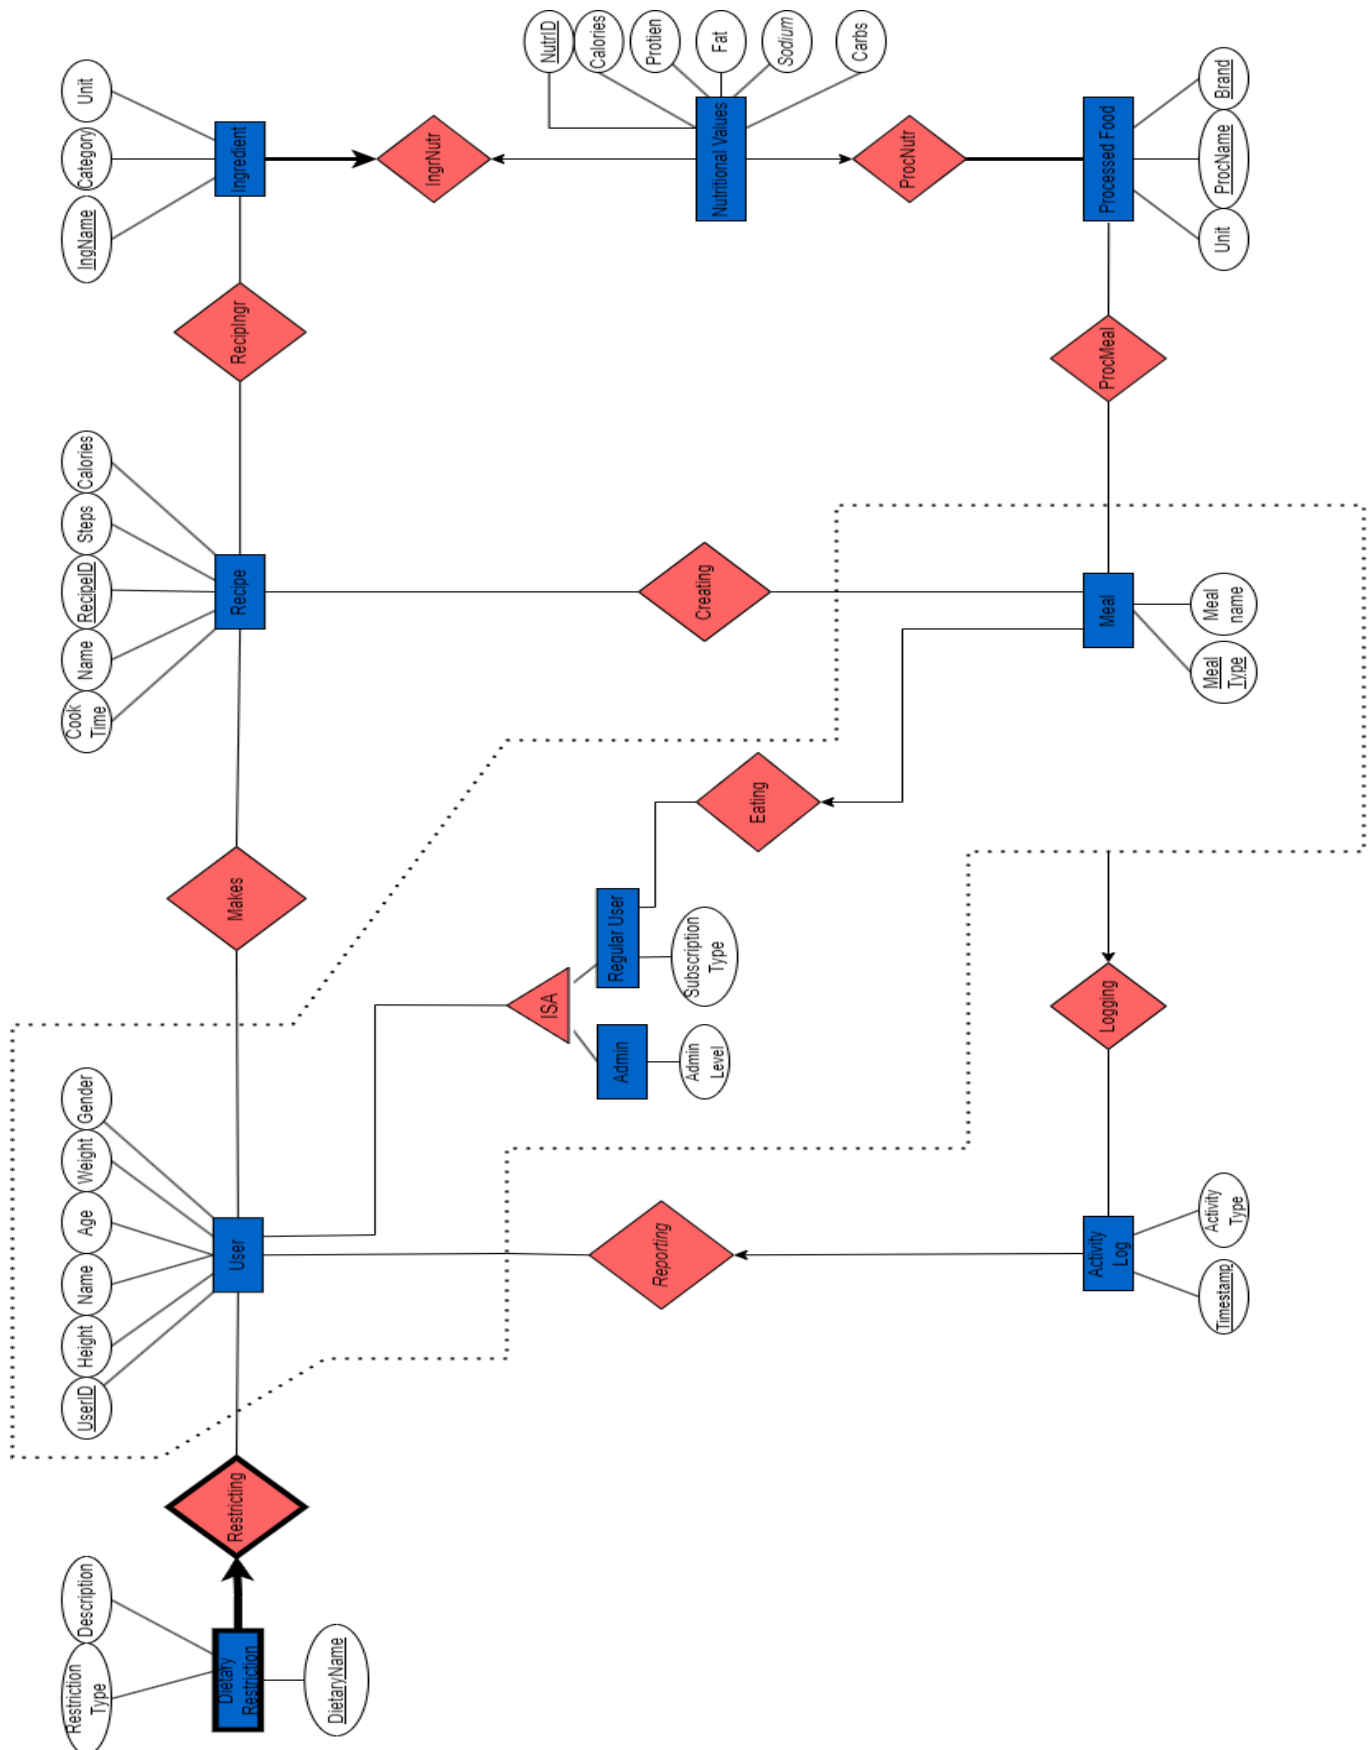 Restriction
Type
Description
UserID
Height
Name
Age
Weight
Gender
Cook
Time
Name
RecipeID
Steps
Calories
IngName
Category
Unit
Dietary
Restriction
Restricting
User
Makes
Recipe
RecipIngr
Ingredient
DietaryName
IngrNutr
ISA
NutrID
Calories
Protien
Fat
Sodium
Carbs
Admin
Regular User
Reporting
Admin
Level
Subscription
Type
Creating
Nutritional Values
Eating
ProcNutr
Activity
Log
Logging
Meal
ProcMeal
Processed Food
Timestamp
Activity
Type
Meal
Type
Meal
name
Unit
ProcName
Brand